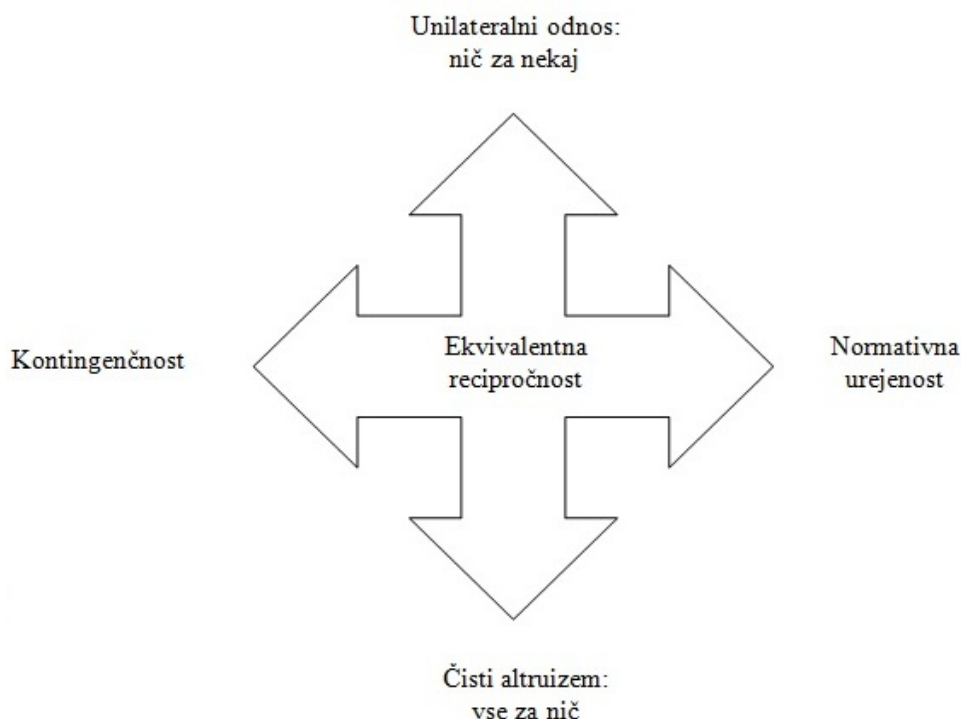 Unilateralni odnos:
nič za nekaj
Kontingenčnost
Ekvivalentna
recipročnost
Normativna
urejenost
Čisti altruizem:
vse za nič